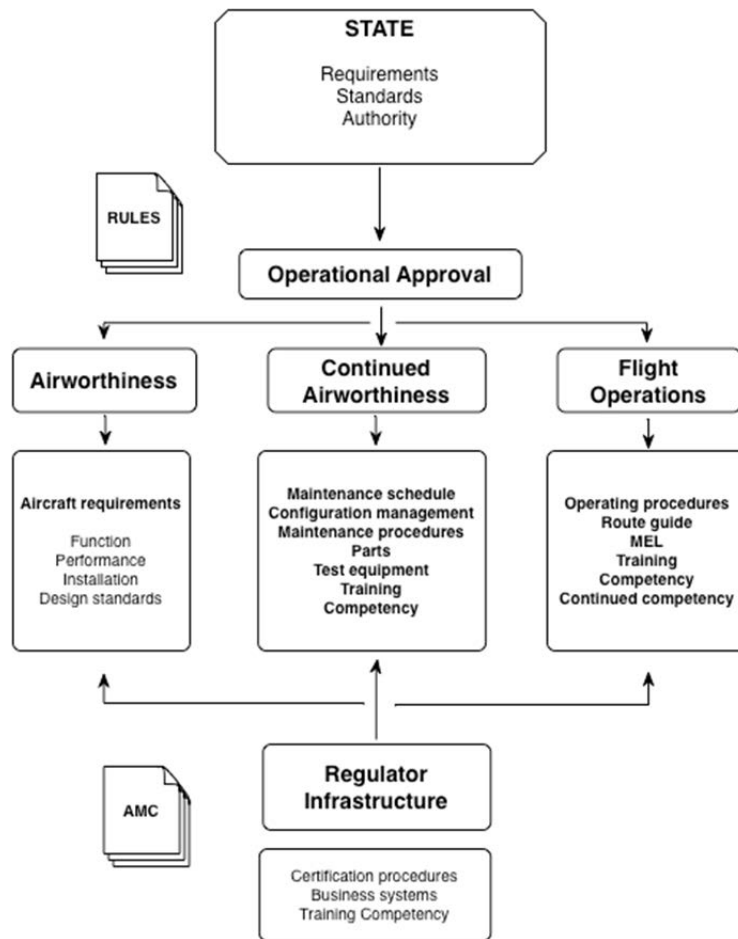 STATE
Requirements
Standards
Authority
RULES
Operational Approval
Airworthiness
Continued
Airworthiness
Flight
Operations
Aircraft requirements
Function
Performance
Installation
Design standards
Maintenance schedule
Configuration management
Maintenance procedures
Parts
Test equipment
Training
Competency
Operating procedures
Route guide
MEL
Training
Competency
Continued competency
AMC
Regulator
Infrastructure
Certification procedures
Business systems
Training Competency